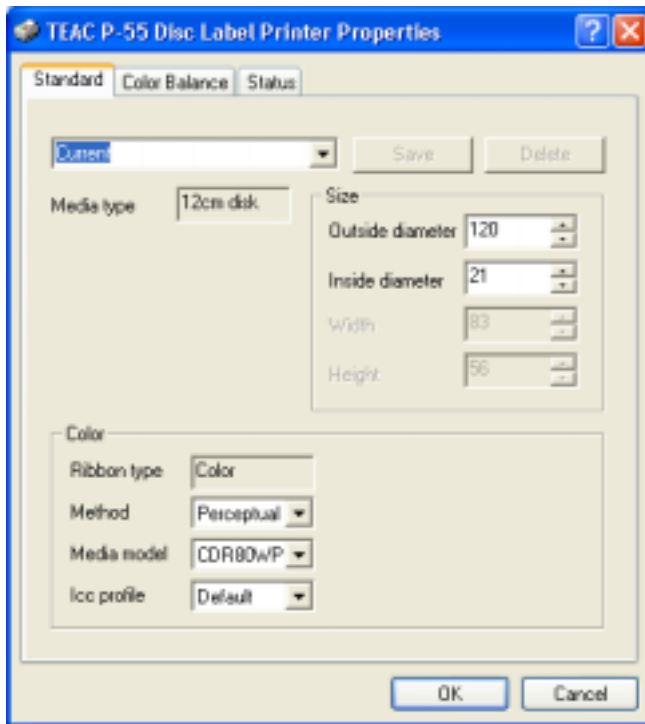 TEAC P-55 Disc Label Printer Properties
Standard Color Balance Status
Current Save Delete
Media type 12cm disk
Size
Outside diameter 120
Inside diameter 21
Width 83
Height 56
Color
Ribbon type Color
Method Perceptual
Media model CDR80WP
Icc profile Default
OK Cancel